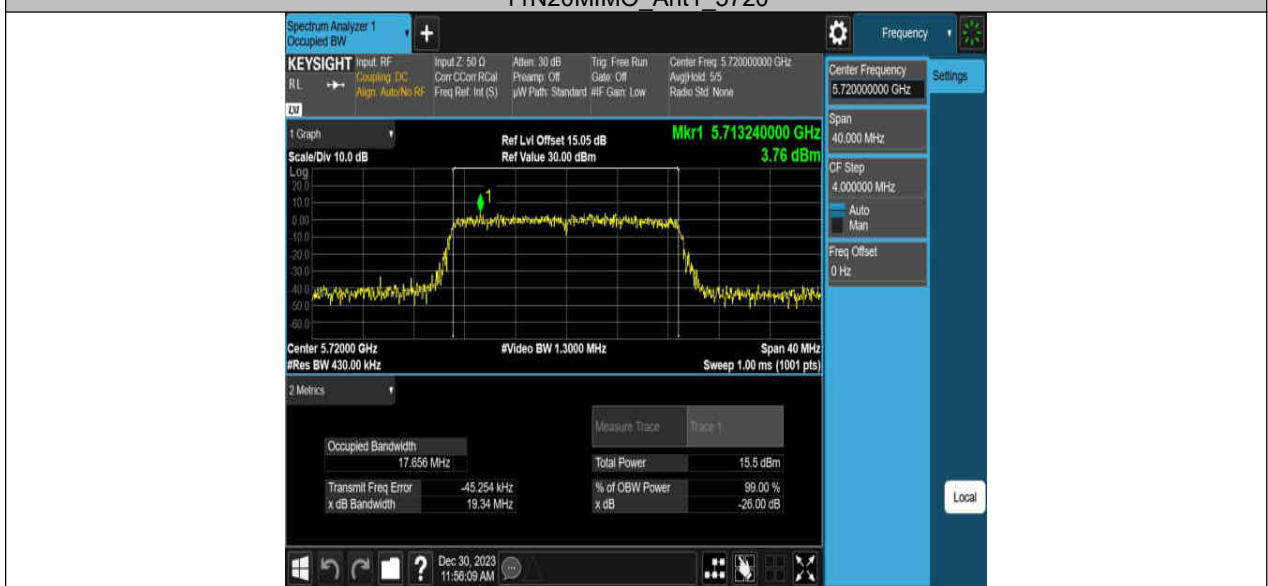 11N20MIMO_Ant1_5720
Spectrum Analyzer 1
Occupied BW
+
Frequency
KEYSIGHT
RL
LXI
Input: RF
Coupling: DC
Align: Auto/No RF
Input Z: 50 Ω
Corr CCorr RCal
Freq Ref: Int (S)
Atten: 30 dB
Preamp: Off
µW Path: Standard
Trig: Free Run
Gate: Off
#IF Gain: Low
Center Freq: 5.720000000 GHz
Avg|Hold: 5/5
Radio Std: None
Center Frequency
5.720000000 GHz
Settings
Span
40.000 MHz
CF Step
4.000000 MHz
Auto
Man
Freq Offset
0 Hz
Local
1 Graph
Scale/Div 10.0 dB
Ref Lvl Offset 15.05 dB
Ref Value 30.00 dBm
Mkr1 5.713240000 GHz
3.76 dBm
Log
20.0
10.0
0.00
-10.0
-20.0
-30.0
-40.0
-50.0
-60.0
1
Center 5.72000 GHz
#Video BW 1.3000 MHz
Span 40 MHz
#Res BW 430.00 kHz
Sweep 1.00 ms (1001 pts)
2 Metrics
Measure Trace
Trace 1
Occupied Bandwidth
17.656 MHz
Total Power
15.5 dBm
Transmit Freq Error
-45.254 kHz
% of OBW Power
99.00 %
x dB Bandwidth
19.34 MHz
x dB
-26.00 dB
?
Dec 30, 2023
11:56:09 AM